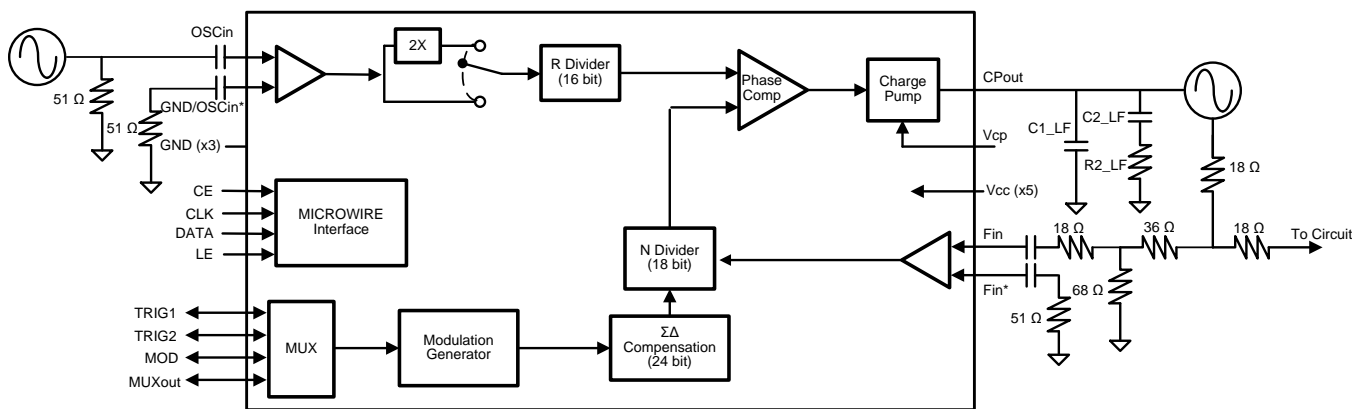 OSCin
51 Ω
GND/OSCin*
51 Ω
GND (x3)
2X
R Divider
(16 bit)
Phase
Comp
Charge
Pump
CPout
Vcp
C1_LF
C2_LF
R2_LF
18 Ω
Vcc (x5)
CE
CLK
DATA
LE
MICROWIRE
Interface
N Divider
(18 bit)
Fin
18 Ω
36 Ω
18 Ω
To Circuit
Fin*
68 Ω
51 Ω
TRIG1
TRIG2
MOD
MUXout
MUX
Modulation
Generator
ΣΔ
Compensation
(24 bit)